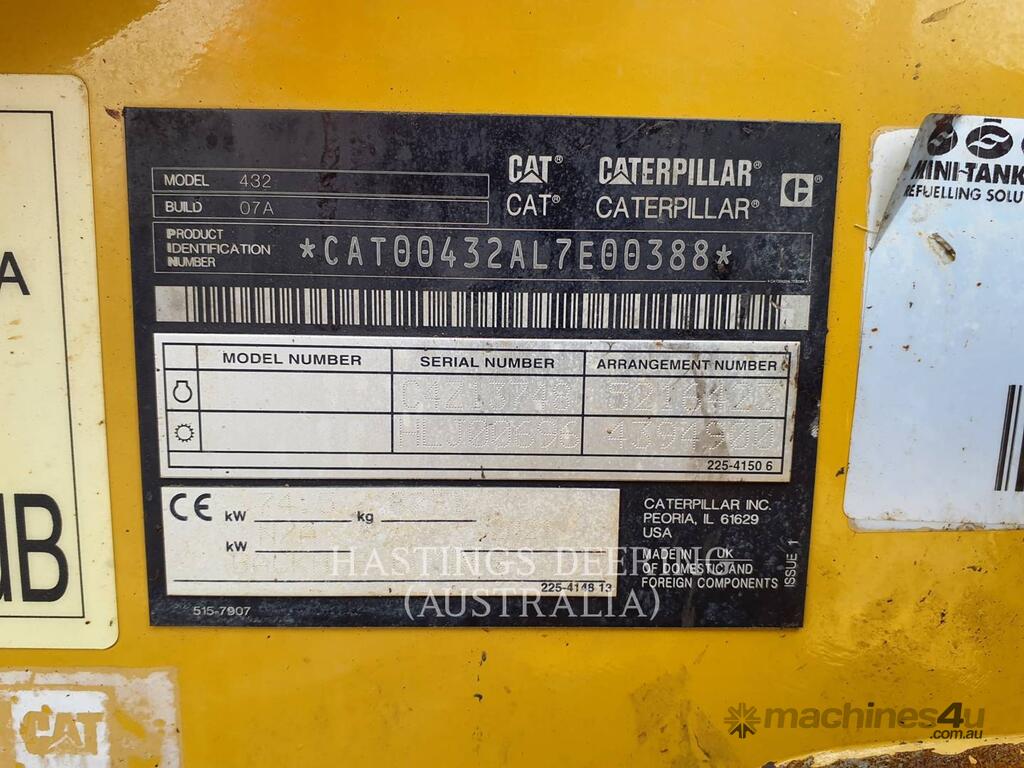 MODEL 432
BUILD 07A
CAT® CATERPILLAR®
CAT® CATERPILLAR®
PRODUCT
IDENTIFICATION
NUMBER
*CAT00432AL7E00388*
MODEL NUMBER SERIAL NUMBER ARRANGEMENT NUMBER
HLJ00696 4394900
225-4150 6
CE kW kg
kW
225-4148 13
CATERPILLAR INC.
PEORIA, IL 61629
USA
MADE IN UK
OF DOMESTIC AND
FOREIGN COMPONENTS
ISSUE 1
515-7907
HASTINGS DEERING
(AUSTRALIA)
A
B
MINI-TANK
REFUELLING SOLU
CAT
machines4u
.com.au